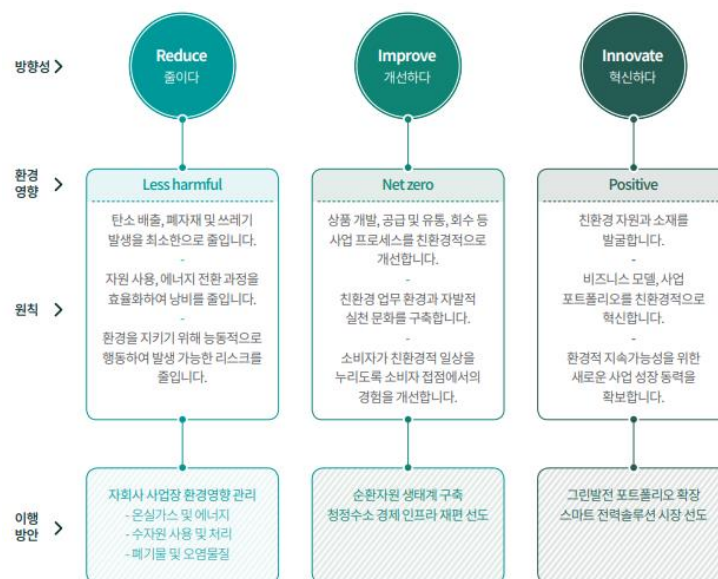 방향성
Reduce
줄이다
Improve
개선하다
Innovate
혁신하다
환경
영향
Less harmful
Net zero
Positive
원칙
탄소 배출, 폐자재 및 쓰레기
발생을 최소한으로 줄입니다.
-
자원 사용, 에너지 전환 과정을
효율화하여 낭비를 줄입니다.
-
환경을 지키기 위해 능동적으로
행동하여 발생 가능한 리스크를
줄입니다.
상품 개발, 공급 및 유통, 회수 등
사업 프로세스를 친환경적으로
개선합니다.
-
친환경 업무 환경과 자발적
실천 문화를 구축합니다.
-
소비자가 친환경적 일상을
누리도록 소비자 접점에서의
경험을 개선합니다.
친환경 자원과 소재를
발굴합니다.
-
비즈니스 모델, 사업
포트폴리오를 친환경적으로
혁신합니다.
-
환경적 지속가능성을 위한
새로운 사업 성장 동력을
확보합니다.
이행
방안
자회사 사업장 환경영향 관리
- 온실가스 및 에너지
- 수자원 사용 및 처리
- 폐기물 및 오염물질
순환자원 생태계 구축
청정수소 경제 인프라 재편 선도
그린발전 포트폴리오 확장
스마트 전력솔루션 시장 선도